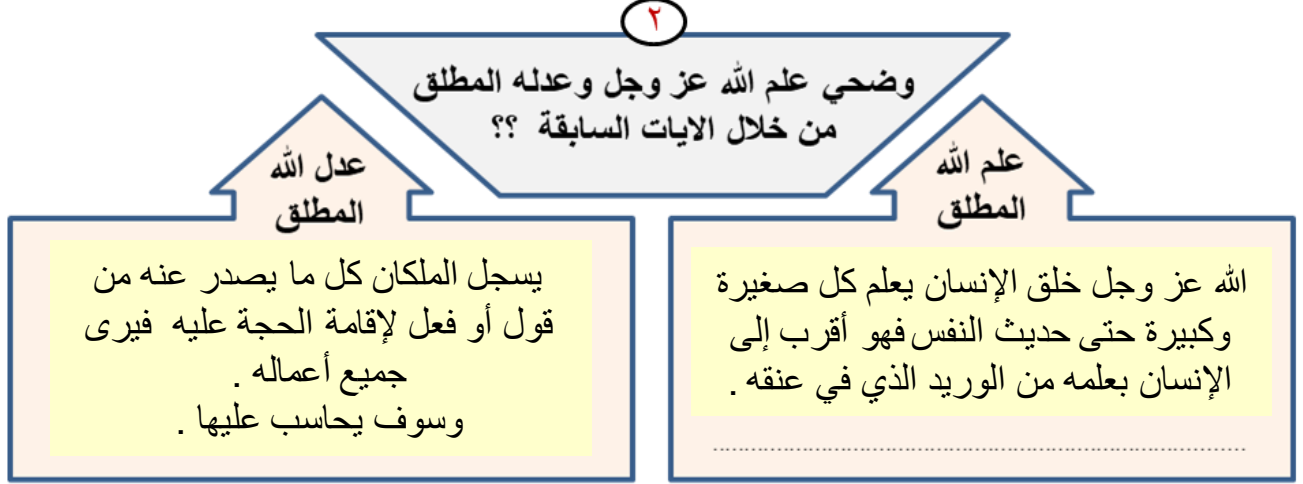 ٢
وضحي علم الله عز وجل وعدله المطلق
من خلال الايات السابقة ؟؟
علم الله
المطلق
الله عز وجل خلق الإنسان يعلم كل صغيرة
وكبيرة حتى حديث النفس فهو أقرب إلى
الإنسان بعلمه من الوريد الذي في عنقه .
عدل الله
المطلق
يسجل الملكان كل ما يصدر عنه من
قول أو فعل لإقامة الحجة عليه فيرى
جميع أعماله .
وسوف يحاسب عليها .